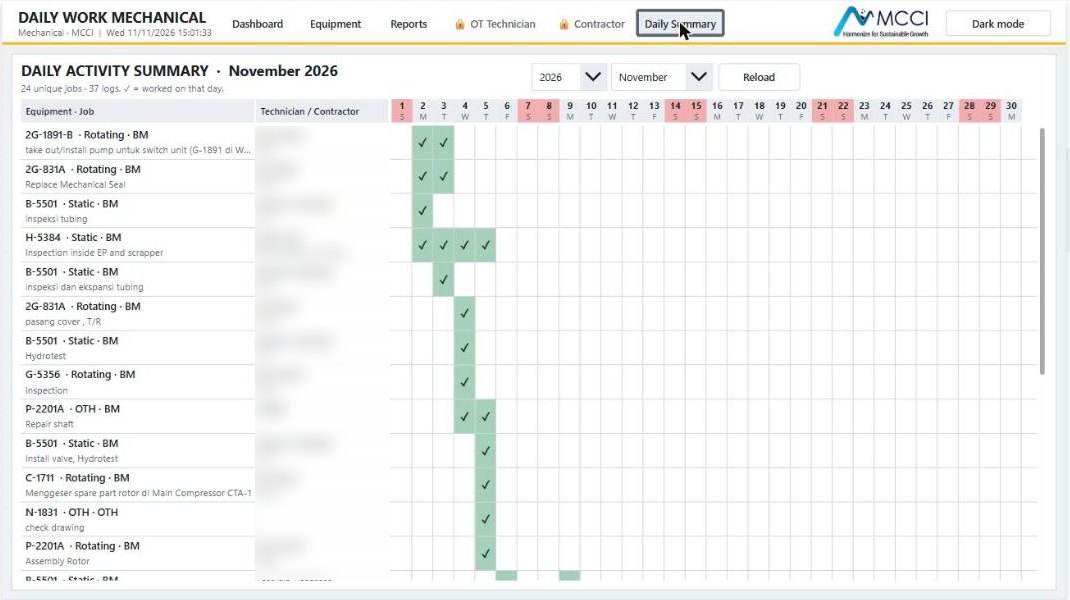 DAILY WORK MECHANICAL
Mechanical · MCCI | Wed 11/11/2026 15:01:33
Dashboard
Equipment
Reports
OT Technician
Contractor
Daily Summary
MCCI
Harmonize for Sustainable Growth
Dark mode
DAILY ACTIVITY SUMMARY · November 2026
24 unique jobs · 37 logs. ✓ = worked on that day.
2026
November
Reload
Equipment · Job
Technician / Contractor
1 2 3 4 5 6 7 8 9 10 11 12 13 14 15 16 17 18 19 20 21 22 23 24 25 26 27 28 29 30
S M T W T F S S M T W T F S S M T W T F S S M T W T F S S M
2G-1891-B · Rotating · BM
take out/install pump untuk switch unit (G-1891 di W...
✓ ✓
2G-831A · Rotating · BM
Replace Mechanical Seal
✓ ✓
B-5501 · Static · BM
inspeksi tubing
✓
H-5384 · Static · BM
Inspection inside EP and scrapper
✓ ✓ ✓ ✓
B-5501 · Static · BM
inspeksi dan ekspansi tubing
✓
2G-831A · Rotating · BM
pasang cover , T/R
✓
B-5501 · Static · BM
Hydrotest
✓
G-5356 · Rotating · BM
Inspection
✓
P-2201A · OTH · BM
Repair shaft
✓ ✓
B-5501 · Static · BM
Install valve, Hydrotest
✓
C-1711 · Rotating · BM
Menggeser spare part rotor di Main Compressor CTA-1
✓
N-1831 · OTH · OTH
check drawing
✓
P-2201A · Rotating · BM
Assembly Rotor
✓
B-5501 · Static · BM